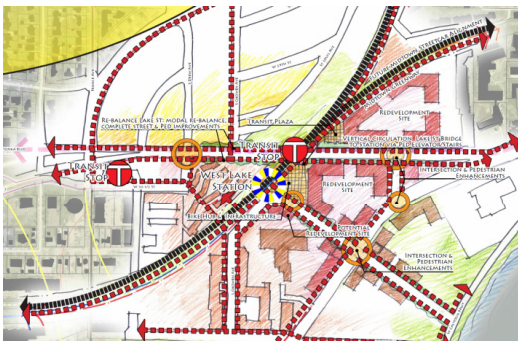 Re-balance Lake St: modal re-balance,
complete street & ped improvements
Transit Plaza
Redevelopment
Site
Vertical Circulation, Lake St Bridge
to station via ped elevator/stairs
Transit
Stop
T
Transit
Stop
T
West Lake
Station
Intersection & Pedestrian
Enhancements
Redevelopment
Site
Bike Hub & Infrastructure
Potential
Redevelopment Site
Intersection &
Pedestrian
Enhancements